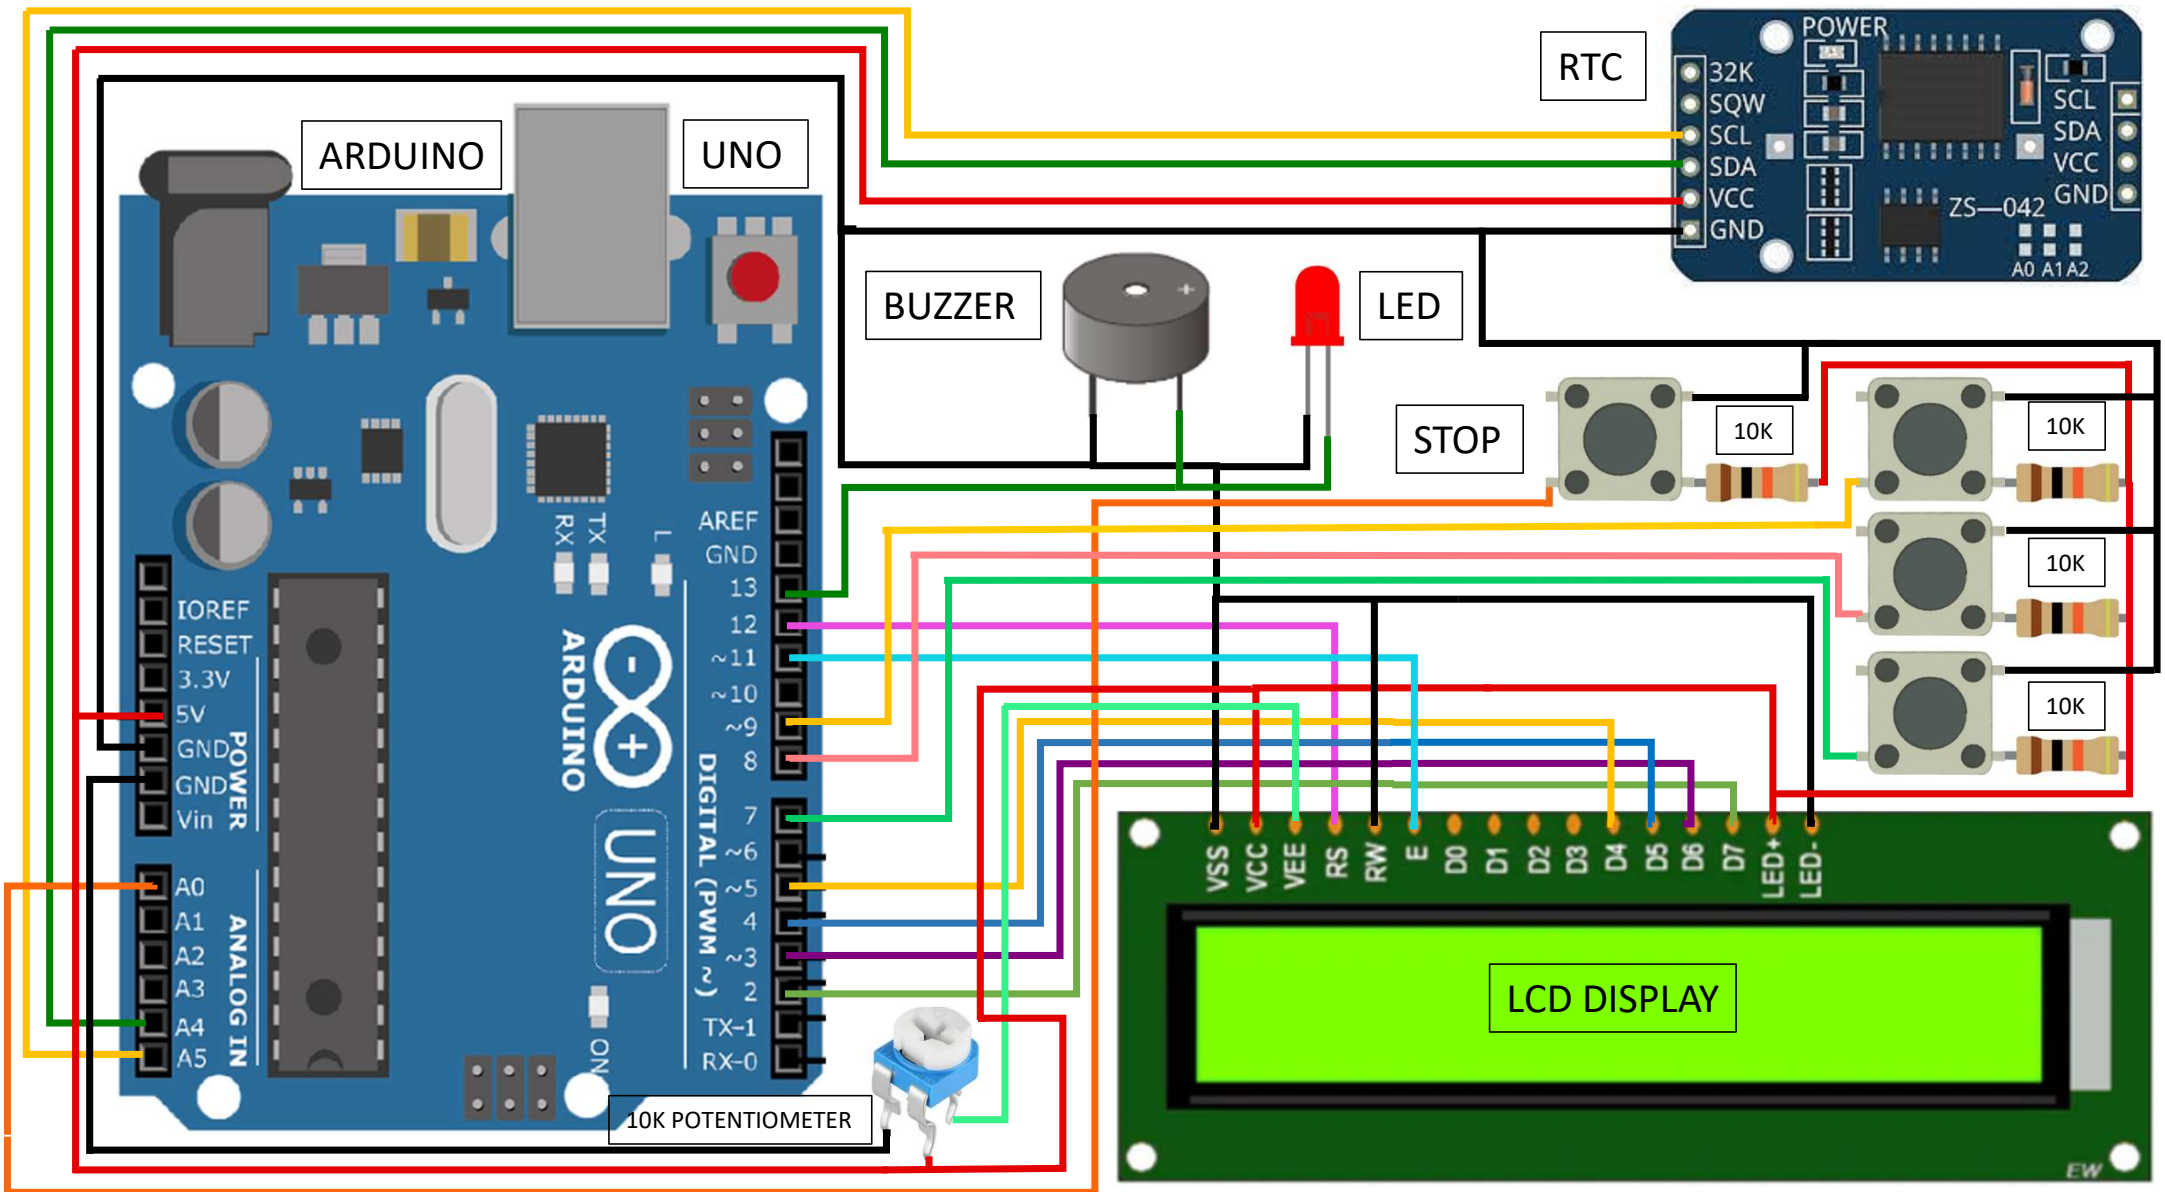 ARDUINO
UNO
RTC
POWER
32K
SQW
SCL
SDA
VCC
GND
SCL
SDA
VCC
GND
ZS—042
A0 A1 A2
BUZZER
LED
STOP
10K
10K
10K
10K
RX
TX
L
AREF
GND
13
12
~11
~10
~9
8
7
~6
~5
4
~3
2
TX-1
RX-0
DIGITAL (PWM ~)
IOREF
RESET
3.3V
5V
GND
GND
Vin
POWER
A0
A1
A2
A3
A4
A5
ANALOG IN
ARDUINO
UNO
ON
10K POTENTIOMETER
VSS
VCC
VEE
RS
RW
E
D0
D1
D2
D3
D4
D5
D6
D7
LED+
LED-
LCD DISPLAY
EW